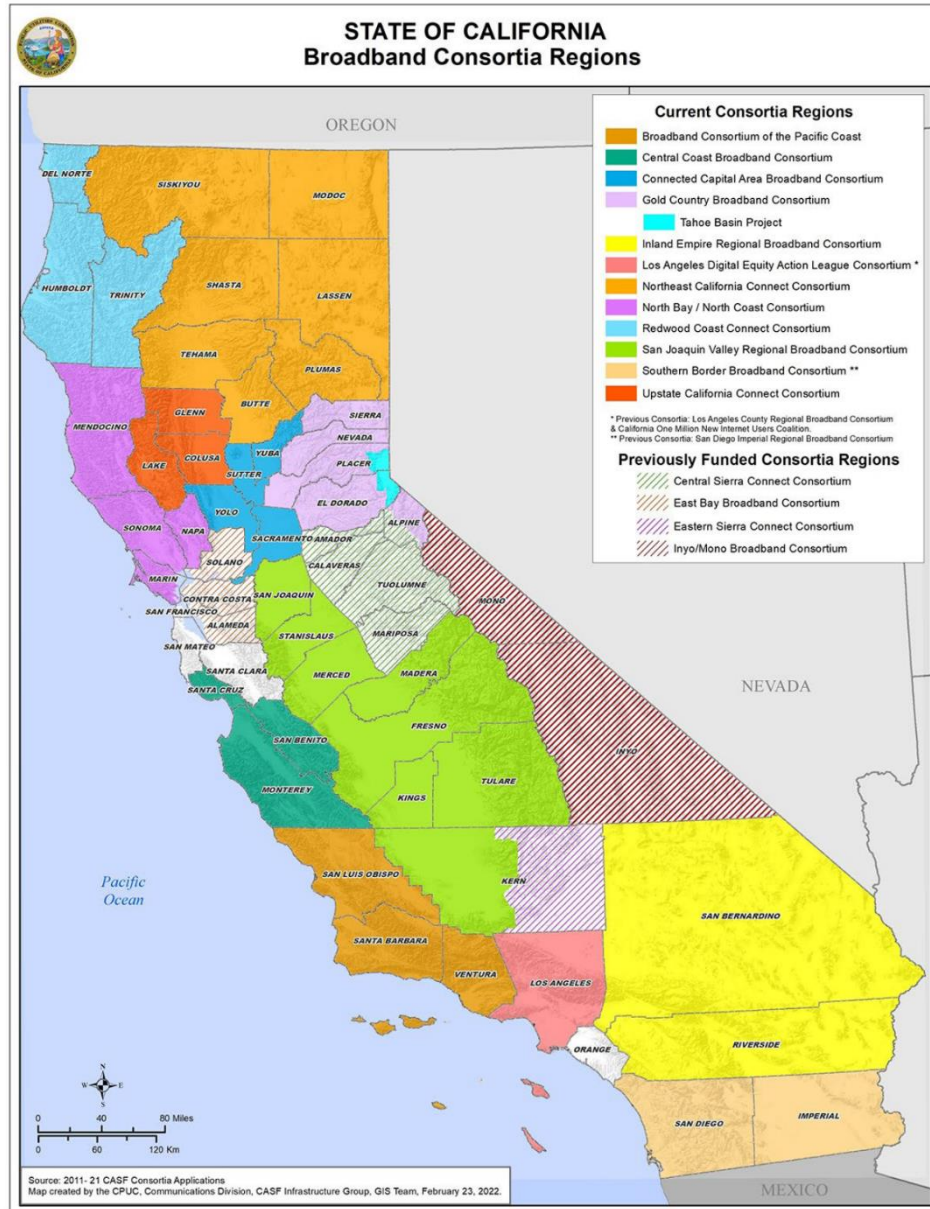 STATE OF CALIFORNIA
Broadband Consortia Regions
OREGON
Current Consortia Regions
Broadband Consortium of the Pacific Coast
Central Coast Broadband Consortium
Connected Capital Area Broadband Consortium
Gold Country Broadband Consortium
Tahoe Basin Project
Inland Empire Regional Broadband Consortium
Los Angeles Digital Equity Action League Consortium *
Northeast California Connect Consortium
North Bay / North Coast Consortium
Redwood Coast Connect Consortium
San Joaquin Valley Regional Broadband Consortium
Southern Border Broadband Consortium **
Upstate California Connect Consortium
* Previous Consortia: Los Angeles County Regional Broadband Consortium
& California One Million New Internet Users Coalition.
** Previous Consortia: San Diego Imperial Regional Broadband Consortium
Previously Funded Consortia Regions
Central Sierra Connect Consortium
East Bay Broadband Consortium
Eastern Sierra Connect Consortium
Inyo/Mono Broadband Consortium
DEL NORTE
SISKIYOU
MODOC
HUMBOLDT
TRINITY
SHASTA
LASSEN
TEHAMA
PLUMAS
BUTTE
MENDOCINO
GLENN
SIERRA
COLUSA
YUBA
NEVADA
LAKE
SUTTER
PLACER
YOLO
EL DORADO
SONOMA
NAPA
SACRAMENTO
ALPINE
AMADOR
SOLANO
CALAVERAS
MARIN
TUOLUMNE
CONTRA COSTA
SAN JOAQUIN
MONO
SAN FRANCISCO
ALAMEDA
MARIPOSA
STANISLAUS
SAN MATEO
SANTA CLARA
MERCED
MADERA
NEVADA
SANTA CRUZ
FRESNO
SAN BENITO
INYO
TULARE
MONTEREY
KINGS
SAN LUIS OBISPO
KERN
Pacific
Ocean
SAN BERNARDINO
SANTA BARBARA
VENTURA
LOS ANGELES
ORANGE
RIVERSIDE
SAN DIEGO
IMPERIAL
N
W
E
S
0 40 80 Miles
0 60 120 Km
Source: 2011- 21 CASF Consortia Applications
Map created by the CPUC, Communications Division, CASF Infrastructure Group, GIS Team, February 23, 2022.
MEXICO